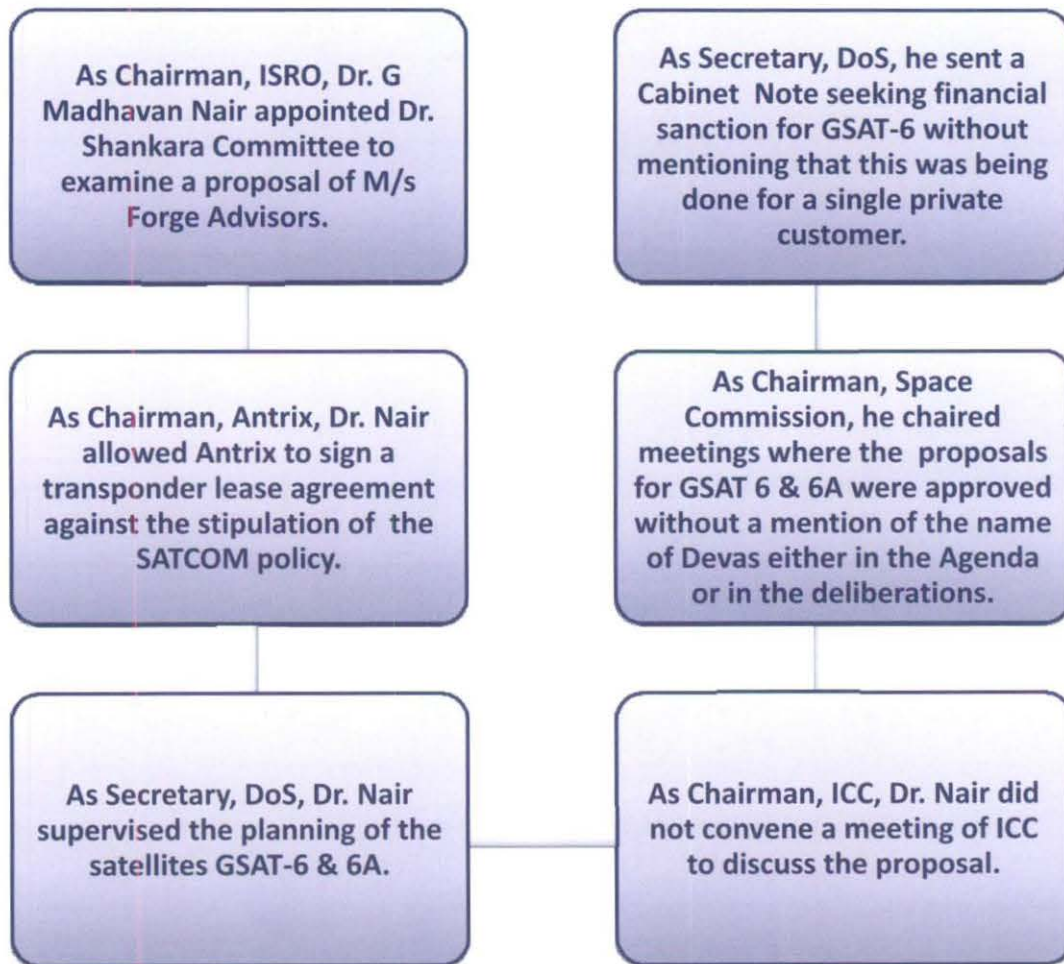 As Chairman, ISRO, Dr. G
Madhavan Nair appointed Dr.
Shankara Committee to
examine a proposal of M/s
Forge Advisors.
As Chairman, Antrix, Dr. Nair
allowed Antrix to sign a
transponder lease agreement
against the stipulation of the
SATCOM policy.
As Secretary, DoS, Dr. Nair
supervised the planning of the
satellites GSAT-6 & 6A.
As Chairman, ICC, Dr. Nair did
not convene a meeting of ICC
to discuss the proposal.
As Chairman, Space
Commission, he chaired
meetings where the proposals
for GSAT 6 & 6A were approved
without a mention of the name
of Devas either in the Agenda
or in the deliberations.
As Secretary, DoS, he sent a
Cabinet Note seeking financial
sanction for GSAT-6 without
mentioning that this was being
done for a single private
customer.